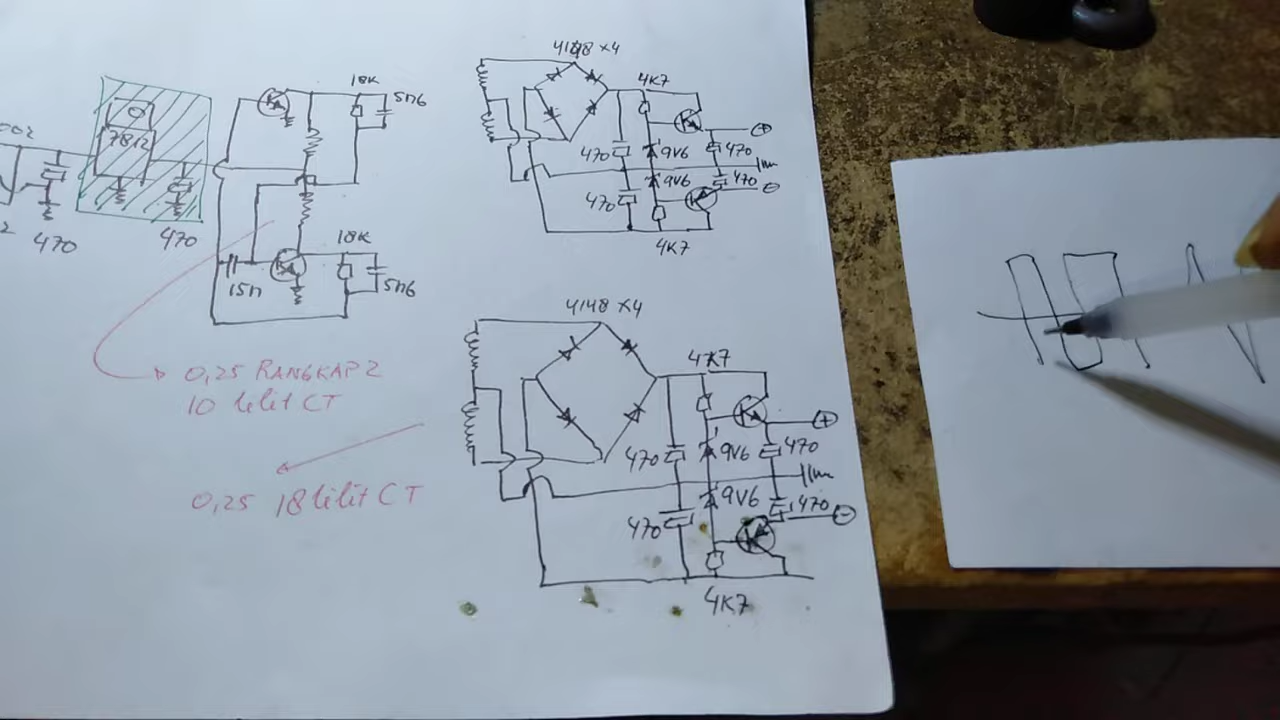 7812
470
470
18K
5n6
18K
5n6
15n
0,25 RANGKAP 2
10 lilit CT
0,25 18 lilit CT
4148 x4
4K7
470
9V6
470
+
9V6
470
470
-
4K7
4148 x4
4K7
+
470
9V6
470
470
9V6
470
-
4K7